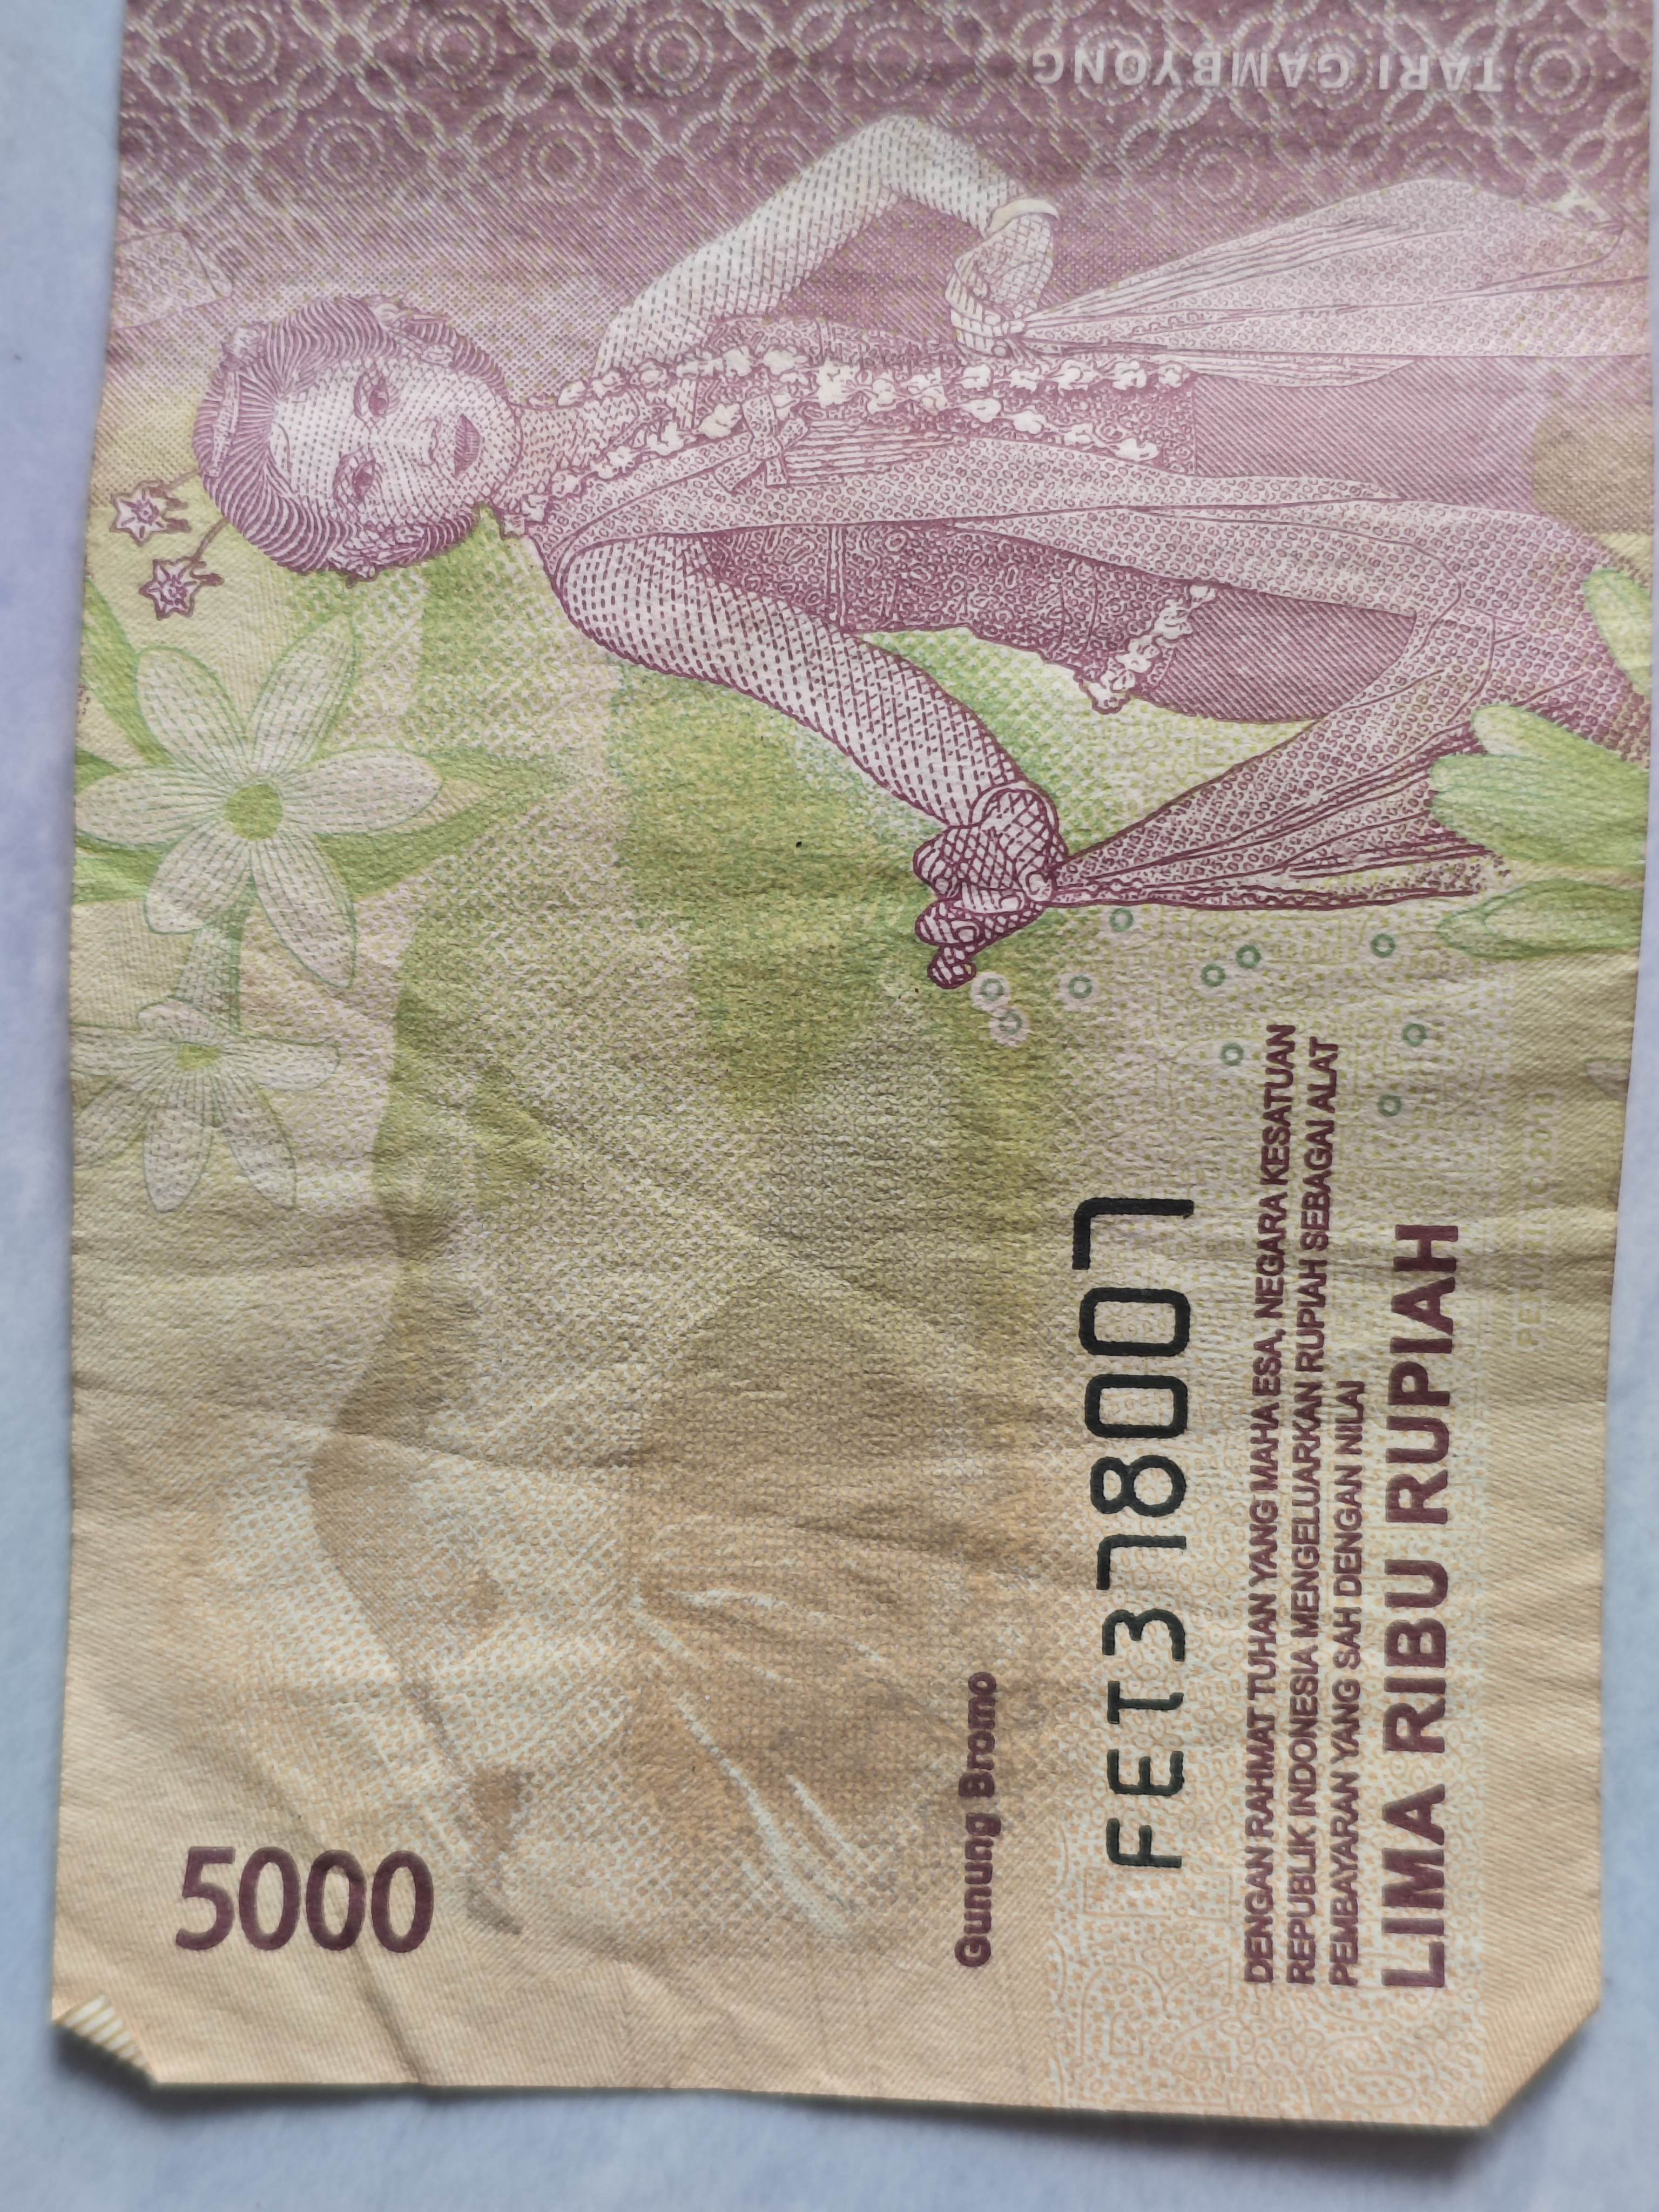 5000
Gunung Bromo
FET378007
DENGAN RAHMAT TUHAN YANG MAHA ESA, NEGARA KESATUAN
REPUBLIK INDONESIA MENGELUARKAN RUPIAH SEBAGAI ALAT
PEMBAYARAN YANG SAH DENGAN NILAI
LIMA RIBU RUPIAH
TARI GAMBYONG